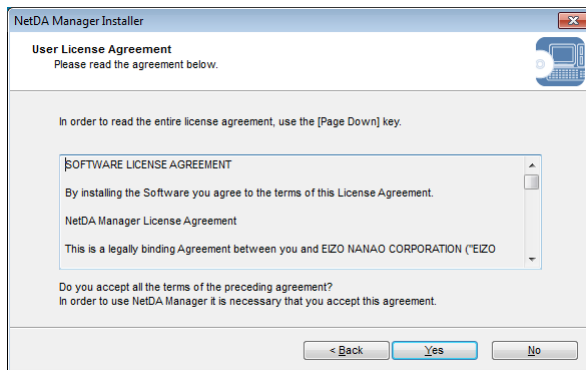 NetDA Manager Installer
User License Agreement
Please read the agreement below.
In order to read the entire license agreement, use the [Page Down] key.
SOFTWARE LICENSE AGREEMENT
By installing the Software you agree to the terms of this License Agreement.
NetDA Manager License Agreement
This is a legally binding Agreement between you and EIZO NANAO CORPORATION ("EIZO
Do you accept all the terms of the preceding agreement?
In order to use NetDA Manager it is necessary that you accept this agreement.
< Back
Yes
No